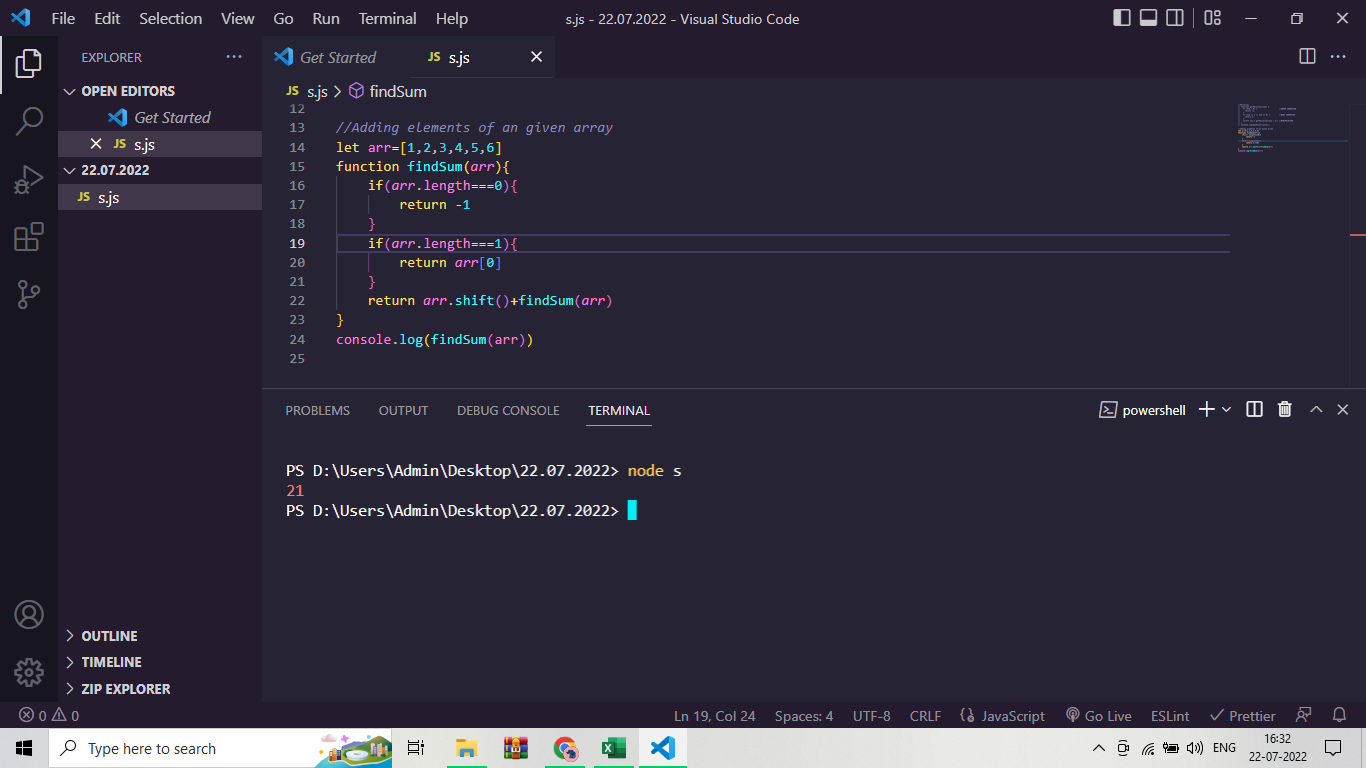 File Edit Selection View Go Run Terminal Help s.js - 22.07.2022 - Visual Studio Code
EXPLORER
OPEN EDITORS
Get Started
JS s.js
22.07.2022
JS s.js
OUTLINE
TIMELINE
ZIP EXPLORER
Get Started JS s.js
JS s.js > findSum
12
13 //Adding elements of an given array
14 let arr=[1,2,3,4,5,6]
15 function findSum(arr){
16     if(arr.length===0){
17         return -1
18     }
19     if(arr.length===1){
20         return arr[0]
21     }
22     return arr.shift()+findSum(arr)
23 }
24 console.log(findSum(arr))
25
PROBLEMS OUTPUT DEBUG CONSOLE TERMINAL powershell
PS D:\Users\Admin\Desktop\22.07.2022> node s
21
PS D:\Users\Admin\Desktop\22.07.2022>
0 0 Ln 19, Col 24 Spaces: 4 UTF-8 CRLF JavaScript Go Live ESLint Prettier
Type here to search ENG 16:32
22-07-2022